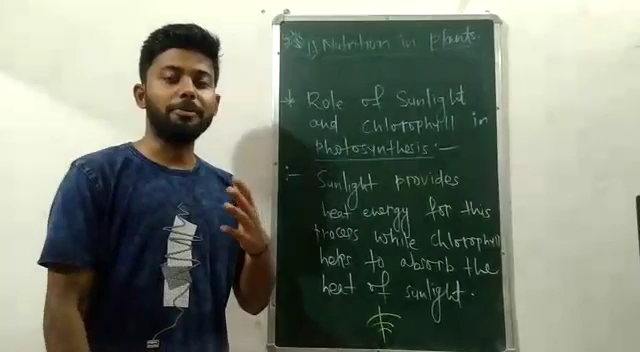 1) Nutrition in Plants.
* Role of Sunlight
and Chlorophyll in
photosynthesis :-
:- Sunlight provides
heat energy for this
process while Chlorophyll
helps to absorb the
heat of sunlight.